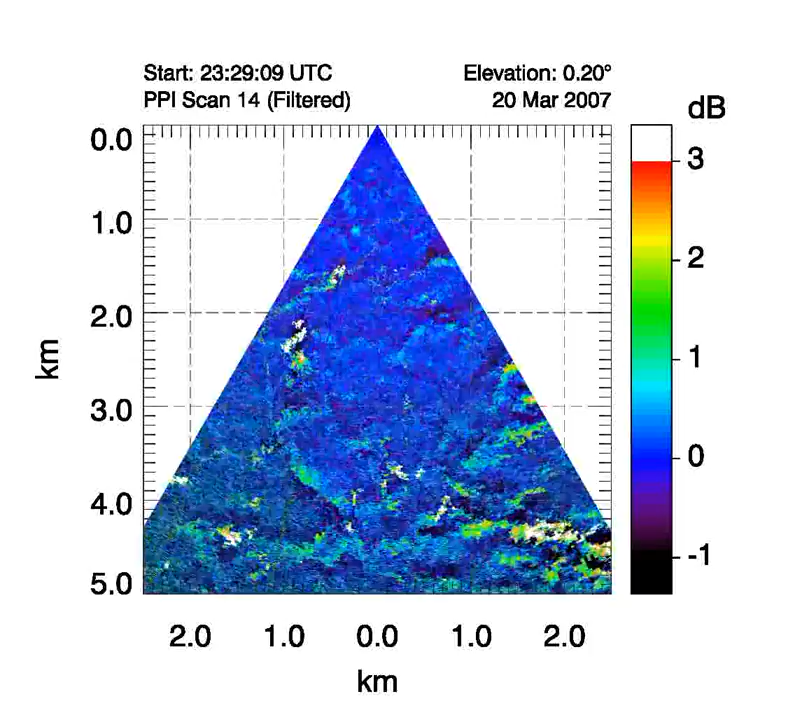 Start: 23:29:09 UTC
Elevation: 0.20°
PPI Scan 14 (Filtered)
20 Mar 2007
dB
0.0
1.0
2.0
3.0
4.0
5.0
km
3
2
1
0
-1
2.0 1.0 0.0 1.0 2.0
km